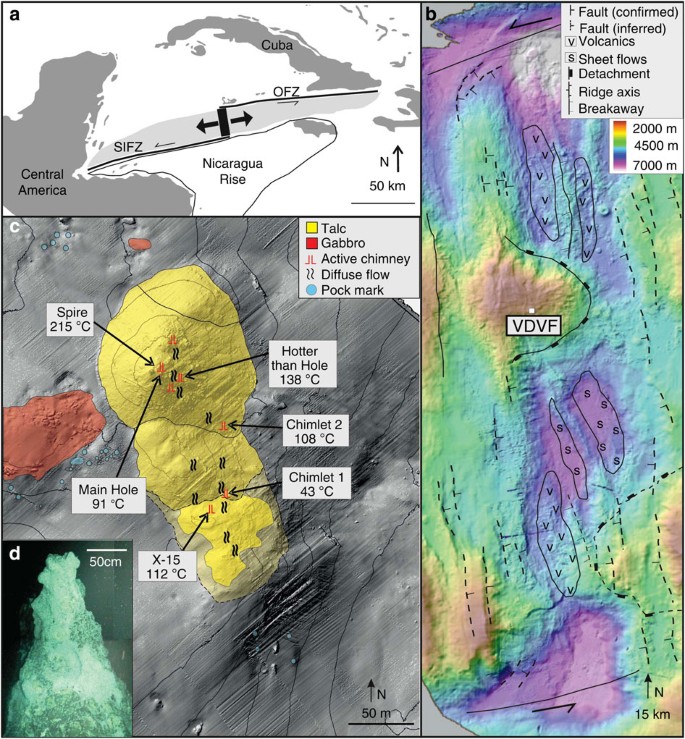 a
Cuba
OFZ
SIFZ
Central
America
Nicaragua
Rise
N
50 km
b
Fault (confirmed)
Fault (inferred)
V Volcanics
S Sheet flows
Detachment
Ridge axis
Breakaway
2000 m
4500 m
7000 m
V
V
V
V
V
V
V
V
V
V
VDVF
S
S
S
S
S
S
S
S
S
V
V
V
V
V
V
V
N
15 km
c
Talc
Gabbro
Active chimney
Diffuse flow
Pock mark
Spire
215 °C
Hotter
than Hole
138 °C
Chimlet 2
108 °C
Main Hole
91 °C
Chimlet 1
43 °C
X-15
112 °C
N
50 m
d
50cm